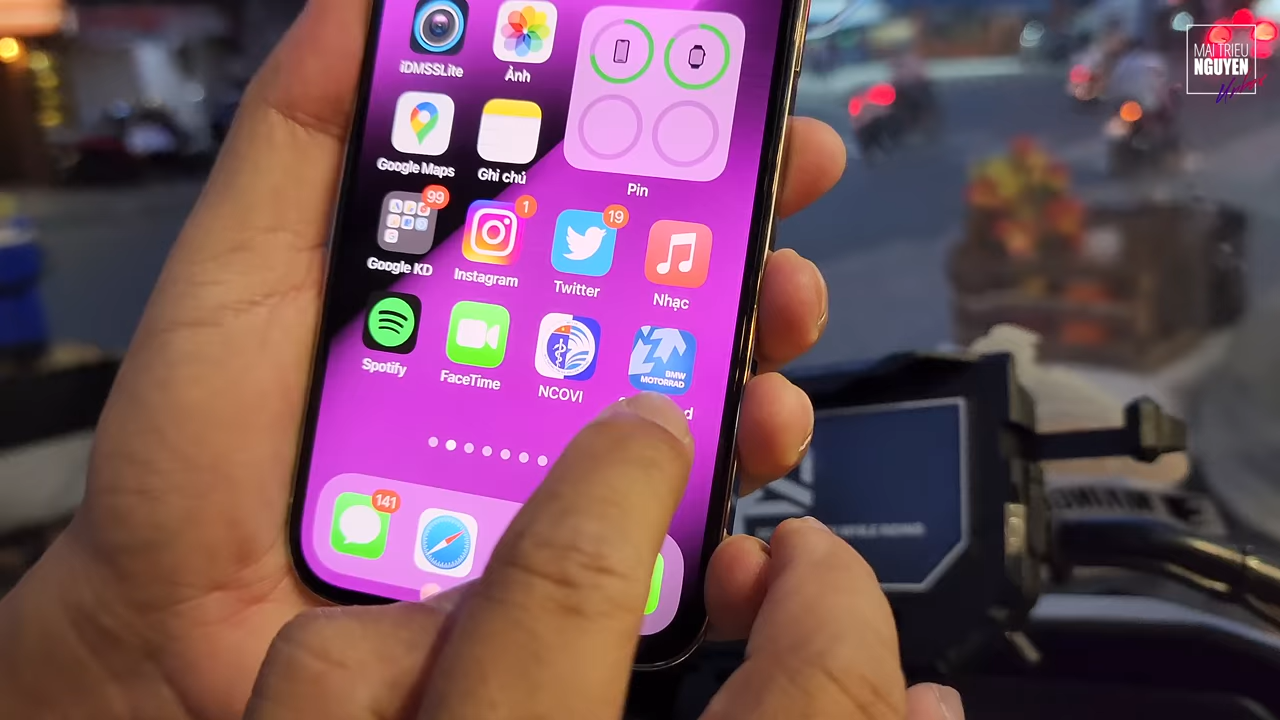 MAI TRIEU
NGUYEN
iDMSSLite
Ảnh
Google Maps
Ghi chú
Pin
99
1
19
Google KD
Instagram
Twitter
Nhạc
Spotify
FaceTime
NCOVI
BMW
MOTORRAD
141